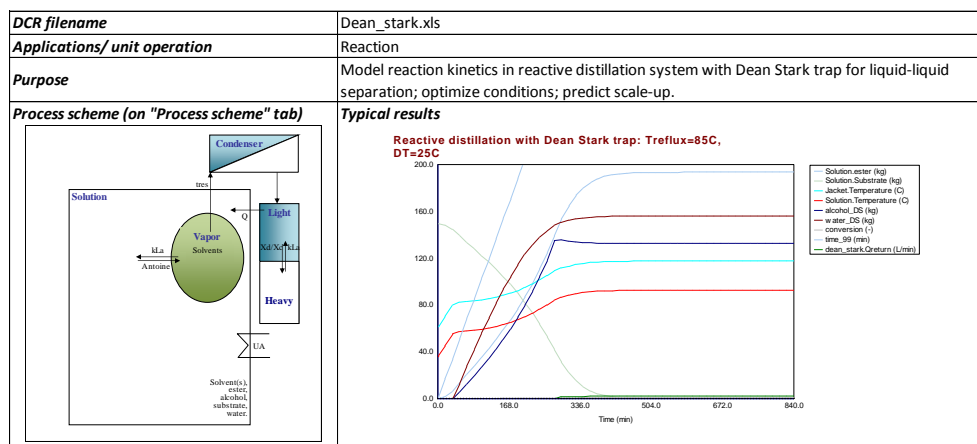 DCR filename
Dean_stark.xls
Applications/ unit operation
Reaction
Purpose
Model reaction kinetics in reactive distillation system with Dean Stark trap for liquid-liquid
separation; optimize conditions; predict scale-up.
Process scheme (on "Process scheme" tab)
Typical results
Condenser
tres
Solution
Q
Light
Vapor
Solvents
Xd/Xd kLa
kLa
Antoine
Heavy
UA
Solvent(s),
ester,
alcohol,
substrate,
water.
Reactive distillation with Dean Stark trap: Treflux=85C,
DT=25C
200.0
160.0
120.0
80.0
40.0
0.0
0.0
168.0
336.0
504.0
672.0
840.0
Time (min)
Solution.ester (kg)
Solution.Substrate (kg)
Jacket.Temperature (C)
Solution.Temperature (C)
alcohol_DS (kg)
water_DS (kg)
conversion (-)
time_99 (min)
dean_stark.Qreturn (L/min)